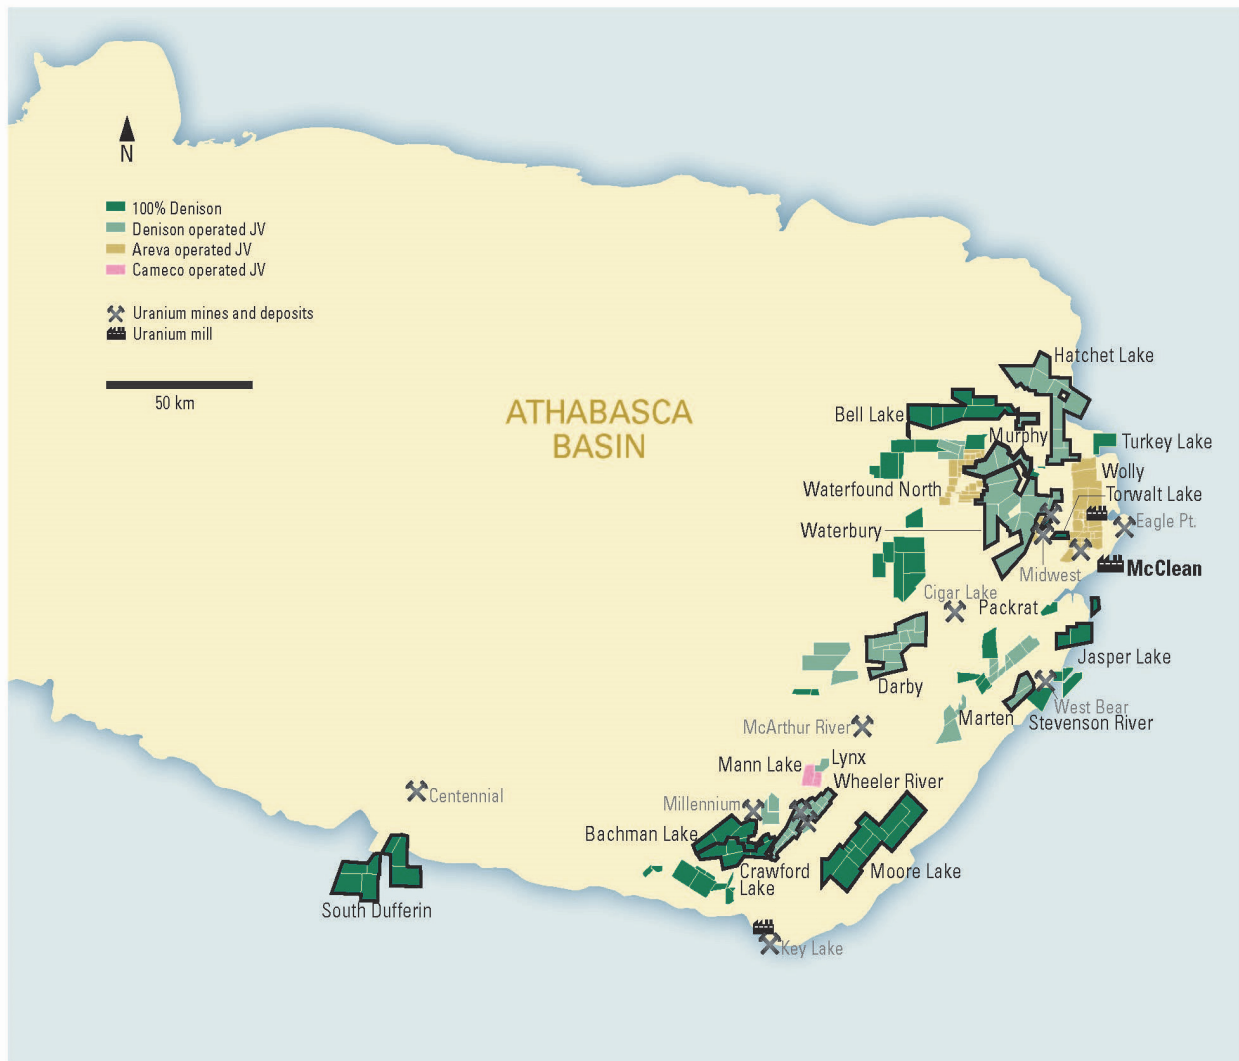 N
100% Denison
Denison operated JV
Areva operated JV
Cameco operated JV
Uranium mines and deposits
Uranium mill
50 km
ATHABASCA
BASIN
Hatchet Lake
Bell Lake
Murphy
Turkey Lake
Wolly
Waterfound North
Torwalt Lake
Eagle Pt.
Waterbury
Midwest
McClean
Cigar Lake
Packrat
Jasper Lake
Darby
West Bear
Marten
Stevenson River
McArthur River
Lynx
Mann Lake
Wheeler River
Centennial
Millennium
Bachman Lake
Crawford
Lake
Moore Lake
South Dufferin
Key Lake